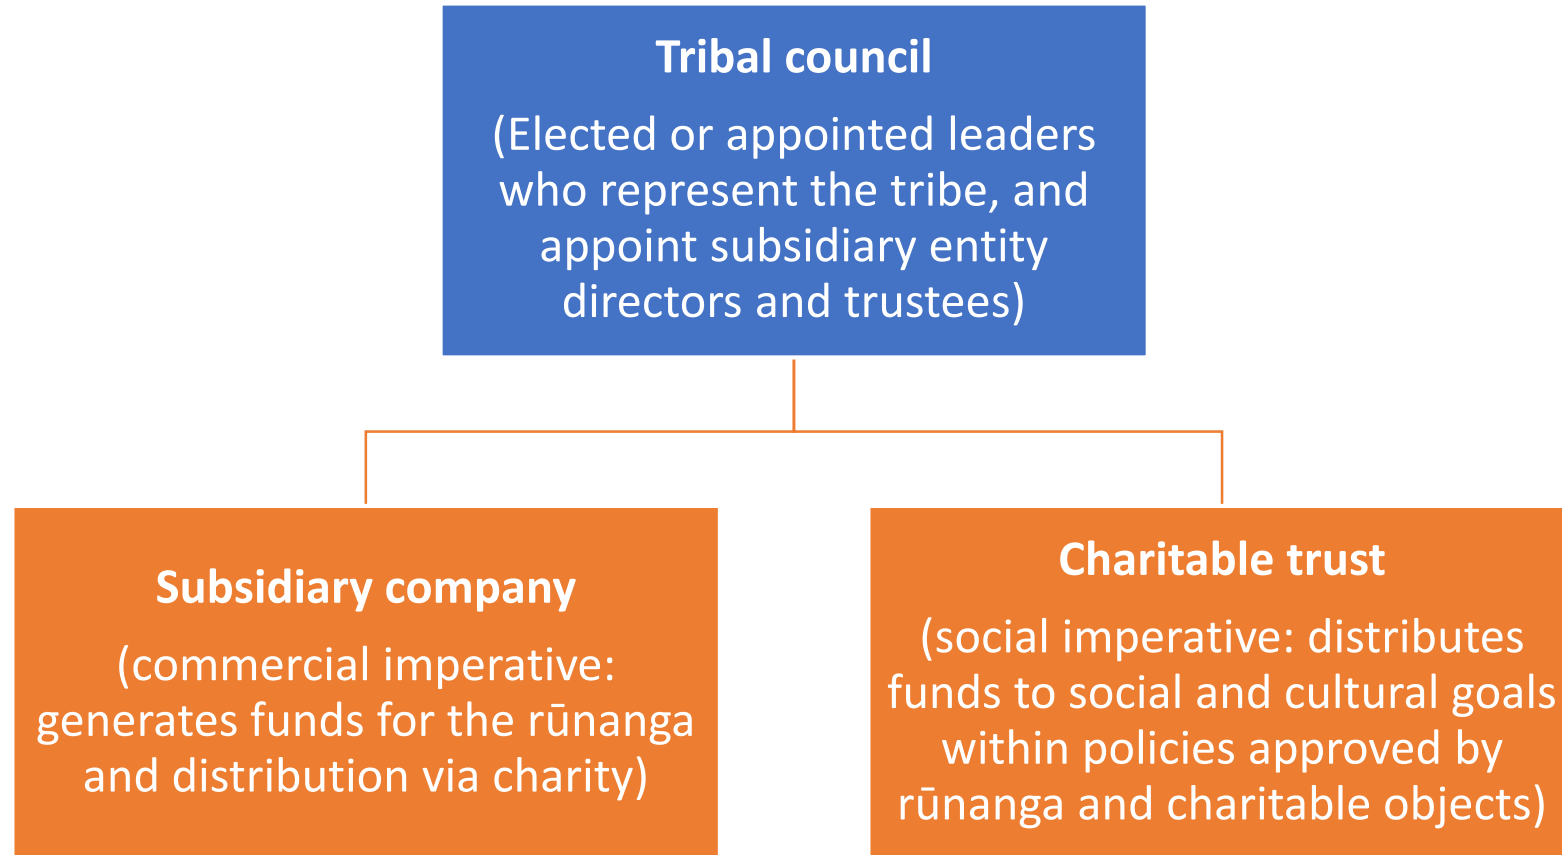 Tribal council
(Elected or appointed leaders
who represent the tribe, and
appoint subsidiary entity
directors and trustees)
Subsidiary company
(commercial imperative:
generates funds for the rūnanga
and distribution via charity)
Charitable trust
(social imperative: distributes
funds to social and cultural goals
within policies approved by
rūnanga and charitable objects)